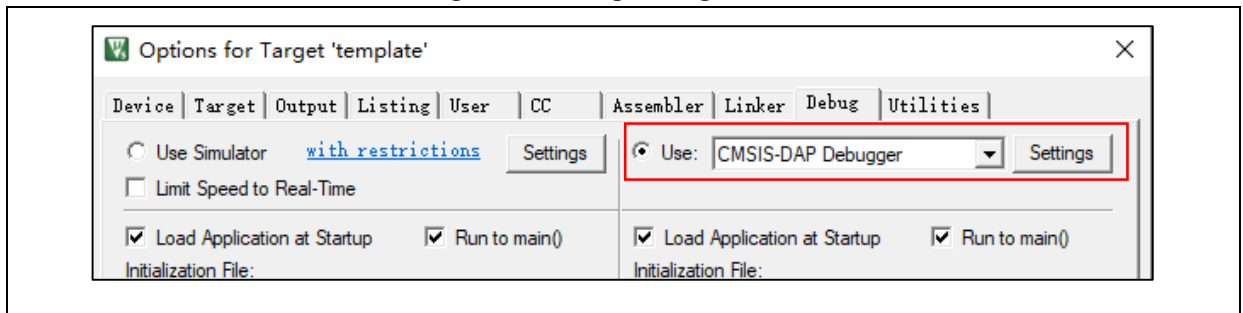 Options for Target 'template'
Device Target Output Listing User CC Assembler Linker Debug Utilities
Use Simulator with restrictions Settings Use: CMSIS-DAP Debugger Settings
Limit Speed to Real-Time
Load Application at Startup Run to main() Load Application at Startup Run to main()
Initialization File: Initialization File: